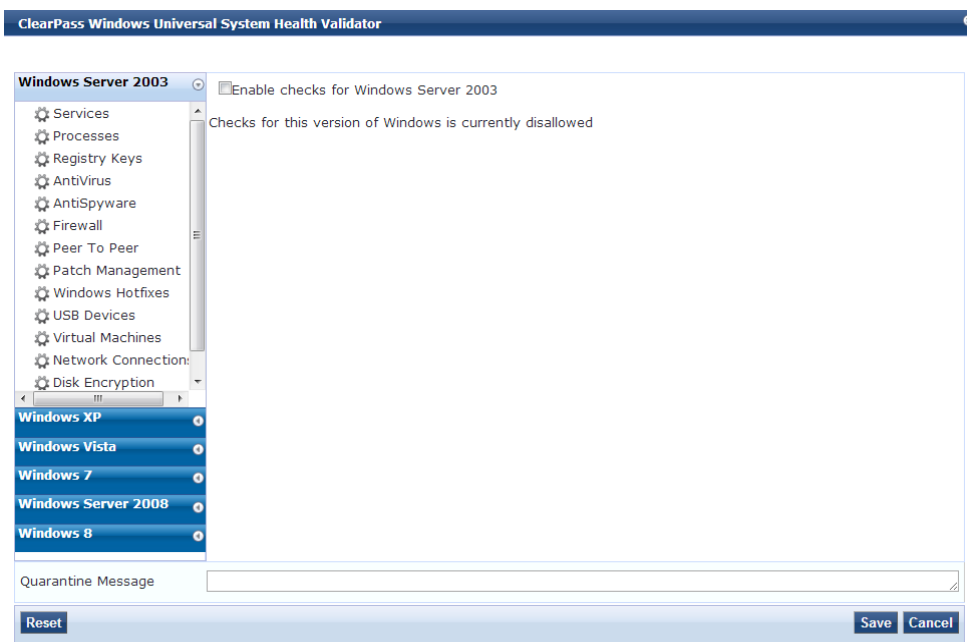 ClearPass Windows Universal System Health Validator
Windows Server 2003
Services
Processes
Registry Keys
AntiVirus
AntiSpyware
Firewall
Peer To Peer
Patch Management
Windows Hotfixes
USB Devices
Virtual Machines
Network Connection
Disk Encryption
Windows XP
Windows Vista
Windows 7
Windows Server 2008
Windows 8
Enable checks for Windows Server 2003
Checks for this version of Windows is currently disallowed
Quarantine Message
Reset
Save
Cancel